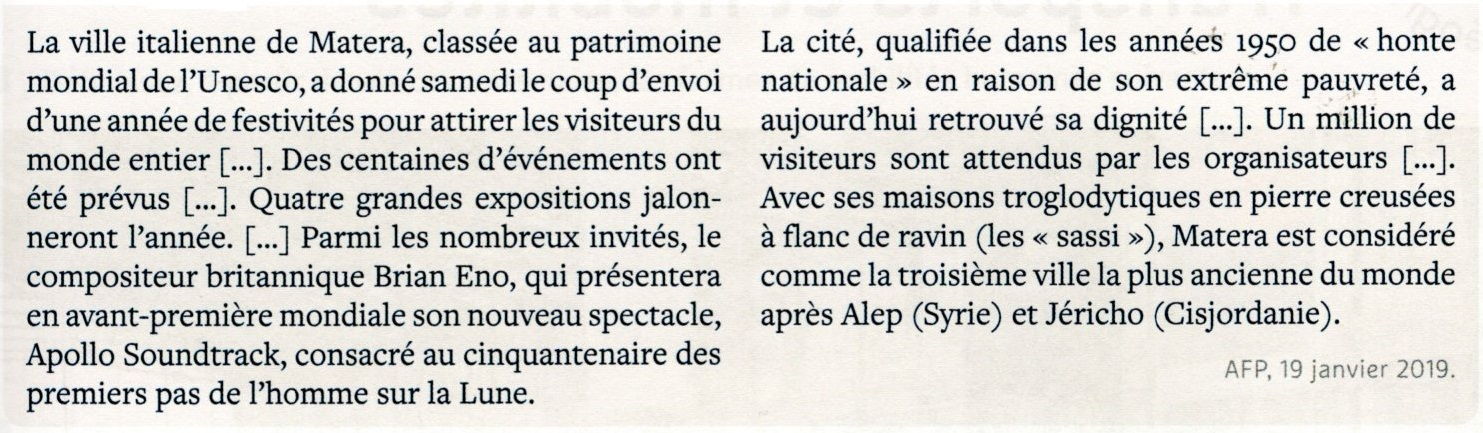 La ville italienne de Matera, classée au patrimoine
mondial de l'Unesco, a donné samedi le coup d'envoi
d'une année de festivités pour attirer les visiteurs du
monde entier [...]. Des centaines d'événements ont
été prévus [...]. Quatre grandes expositions jalon-
neront l'année. [...] Parmi les nombreux invités, le
compositeur britannique Brian Eno, qui présentera
en avant-première mondiale son nouveau spectacle,
Apollo Soundtrack, consacré au cinquantenaire des
premiers pas de l'homme sur la Lune.
La cité, qualifiée dans les années 1950 de « honte
nationale » en raison de son extrême pauvreté, a
aujourd'hui retrouvé sa dignité [...]. Un million de
visiteurs sont attendus par les organisateurs [...].
Avec ses maisons troglodytiques en pierre creusées
à flanc de ravin (les « sassi »), Matera est considéré
comme la troisième ville la plus ancienne du monde
après Alep (Syrie) et Jéricho (Cisjordanie).
AFP, 19 janvier 2019.